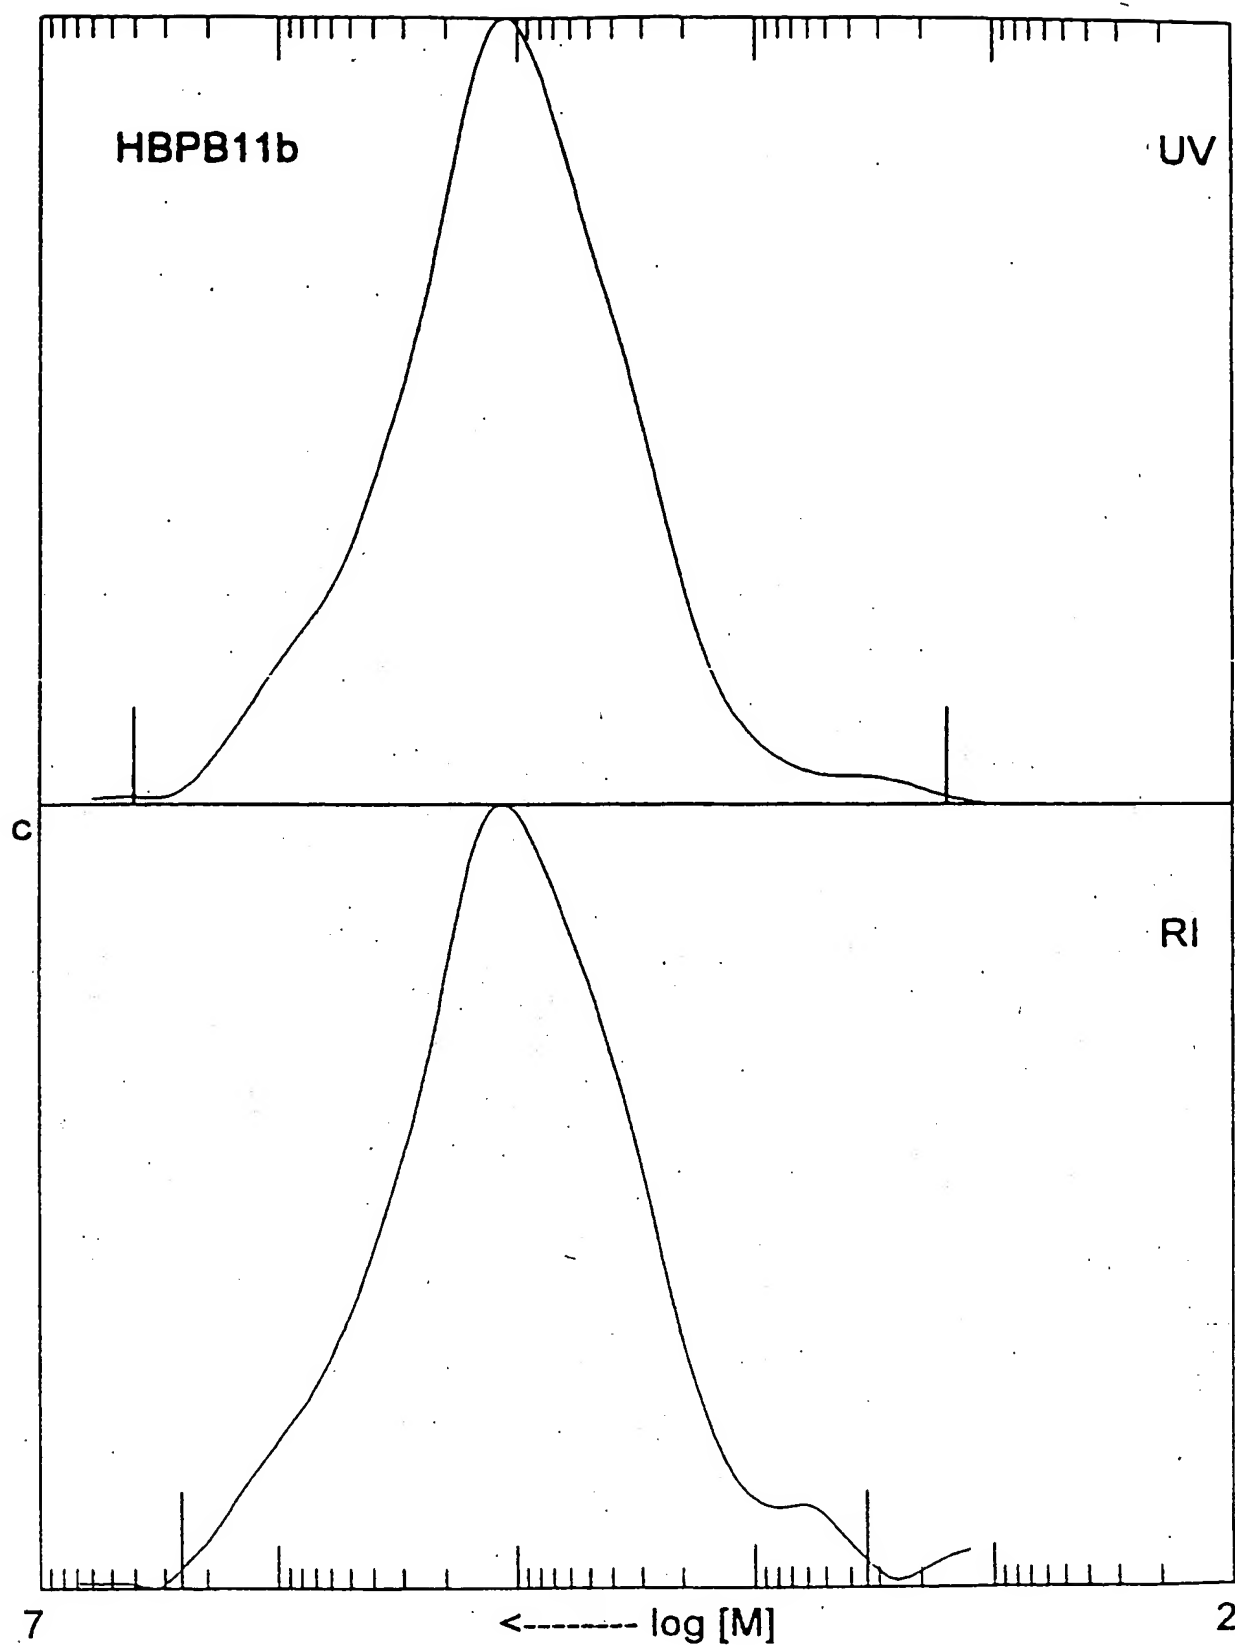 HBPB11b
UV
C
RI
7
<-------- log [M]
2